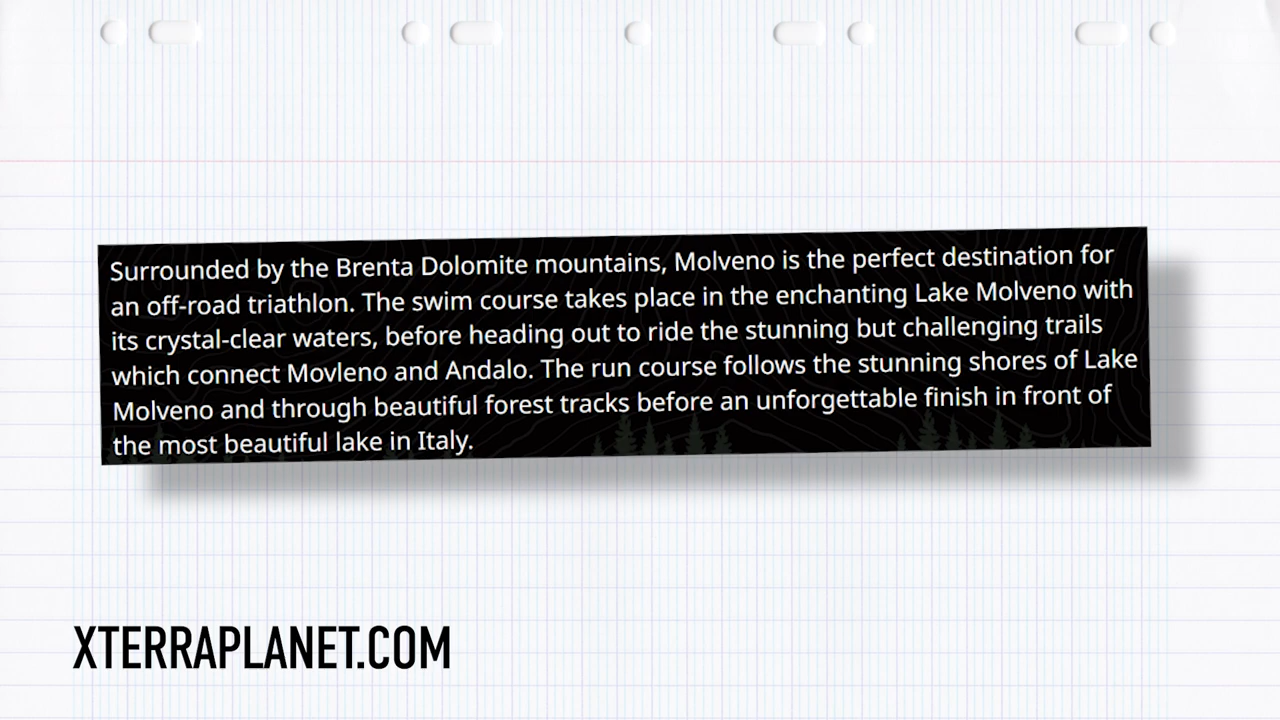 Surrounded by the Brenta Dolomite mountains, Molveno is the perfect destination for
an off-road triathlon. The swim course takes place in the enchanting Lake Molveno with
its crystal-clear waters, before heading out to ride the stunning but challenging trails
which connect Movleno and Andalo. The run course follows the stunning shores of Lake
Molveno and through beautiful forest tracks before an unforgettable finish in front of
the most beautiful lake in Italy.
XTERRAPLANET.COM